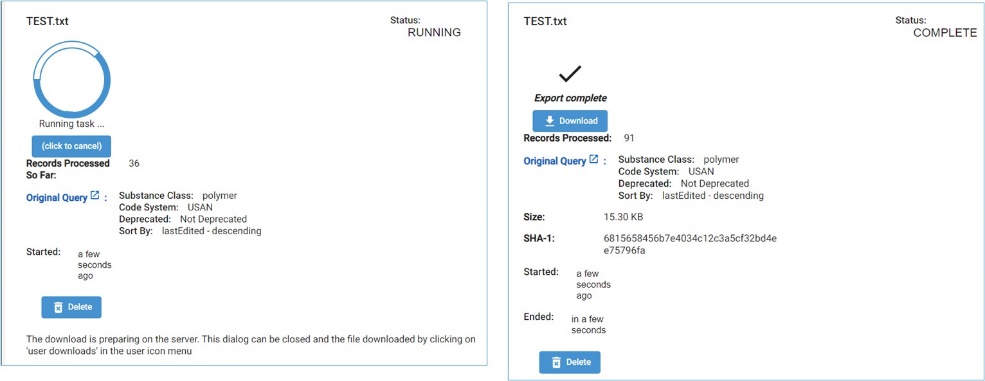 TEST.txt
Status:
RUNNING
Running task ...
(click to cancel)
Records Processed 36
So Far:
Original Query :
Substance Class: polymer
Code System: USAN
Deprecated: Not Deprecated
Sort By: lastEdited - descending
Started:
a few
seconds
ago
Delete
The download is preparing on the server. This dialog can be closed and the file downloaded by clicking on
'user downloads' in the user icon menu
TEST.txt
Status:
COMPLETE
Export complete
Download
Records Processed: 91
Original Query :
Substance Class: polymer
Code System: USAN
Deprecated: Not Deprecated
Sort By: lastEdited - descending
Size: 15.30 KB
SHA-1: 6815658456b7e4034c12c3a5cf32bd4e
e75796fa
Started:
a few
seconds
ago
Ended:
in a few
seconds
Delete